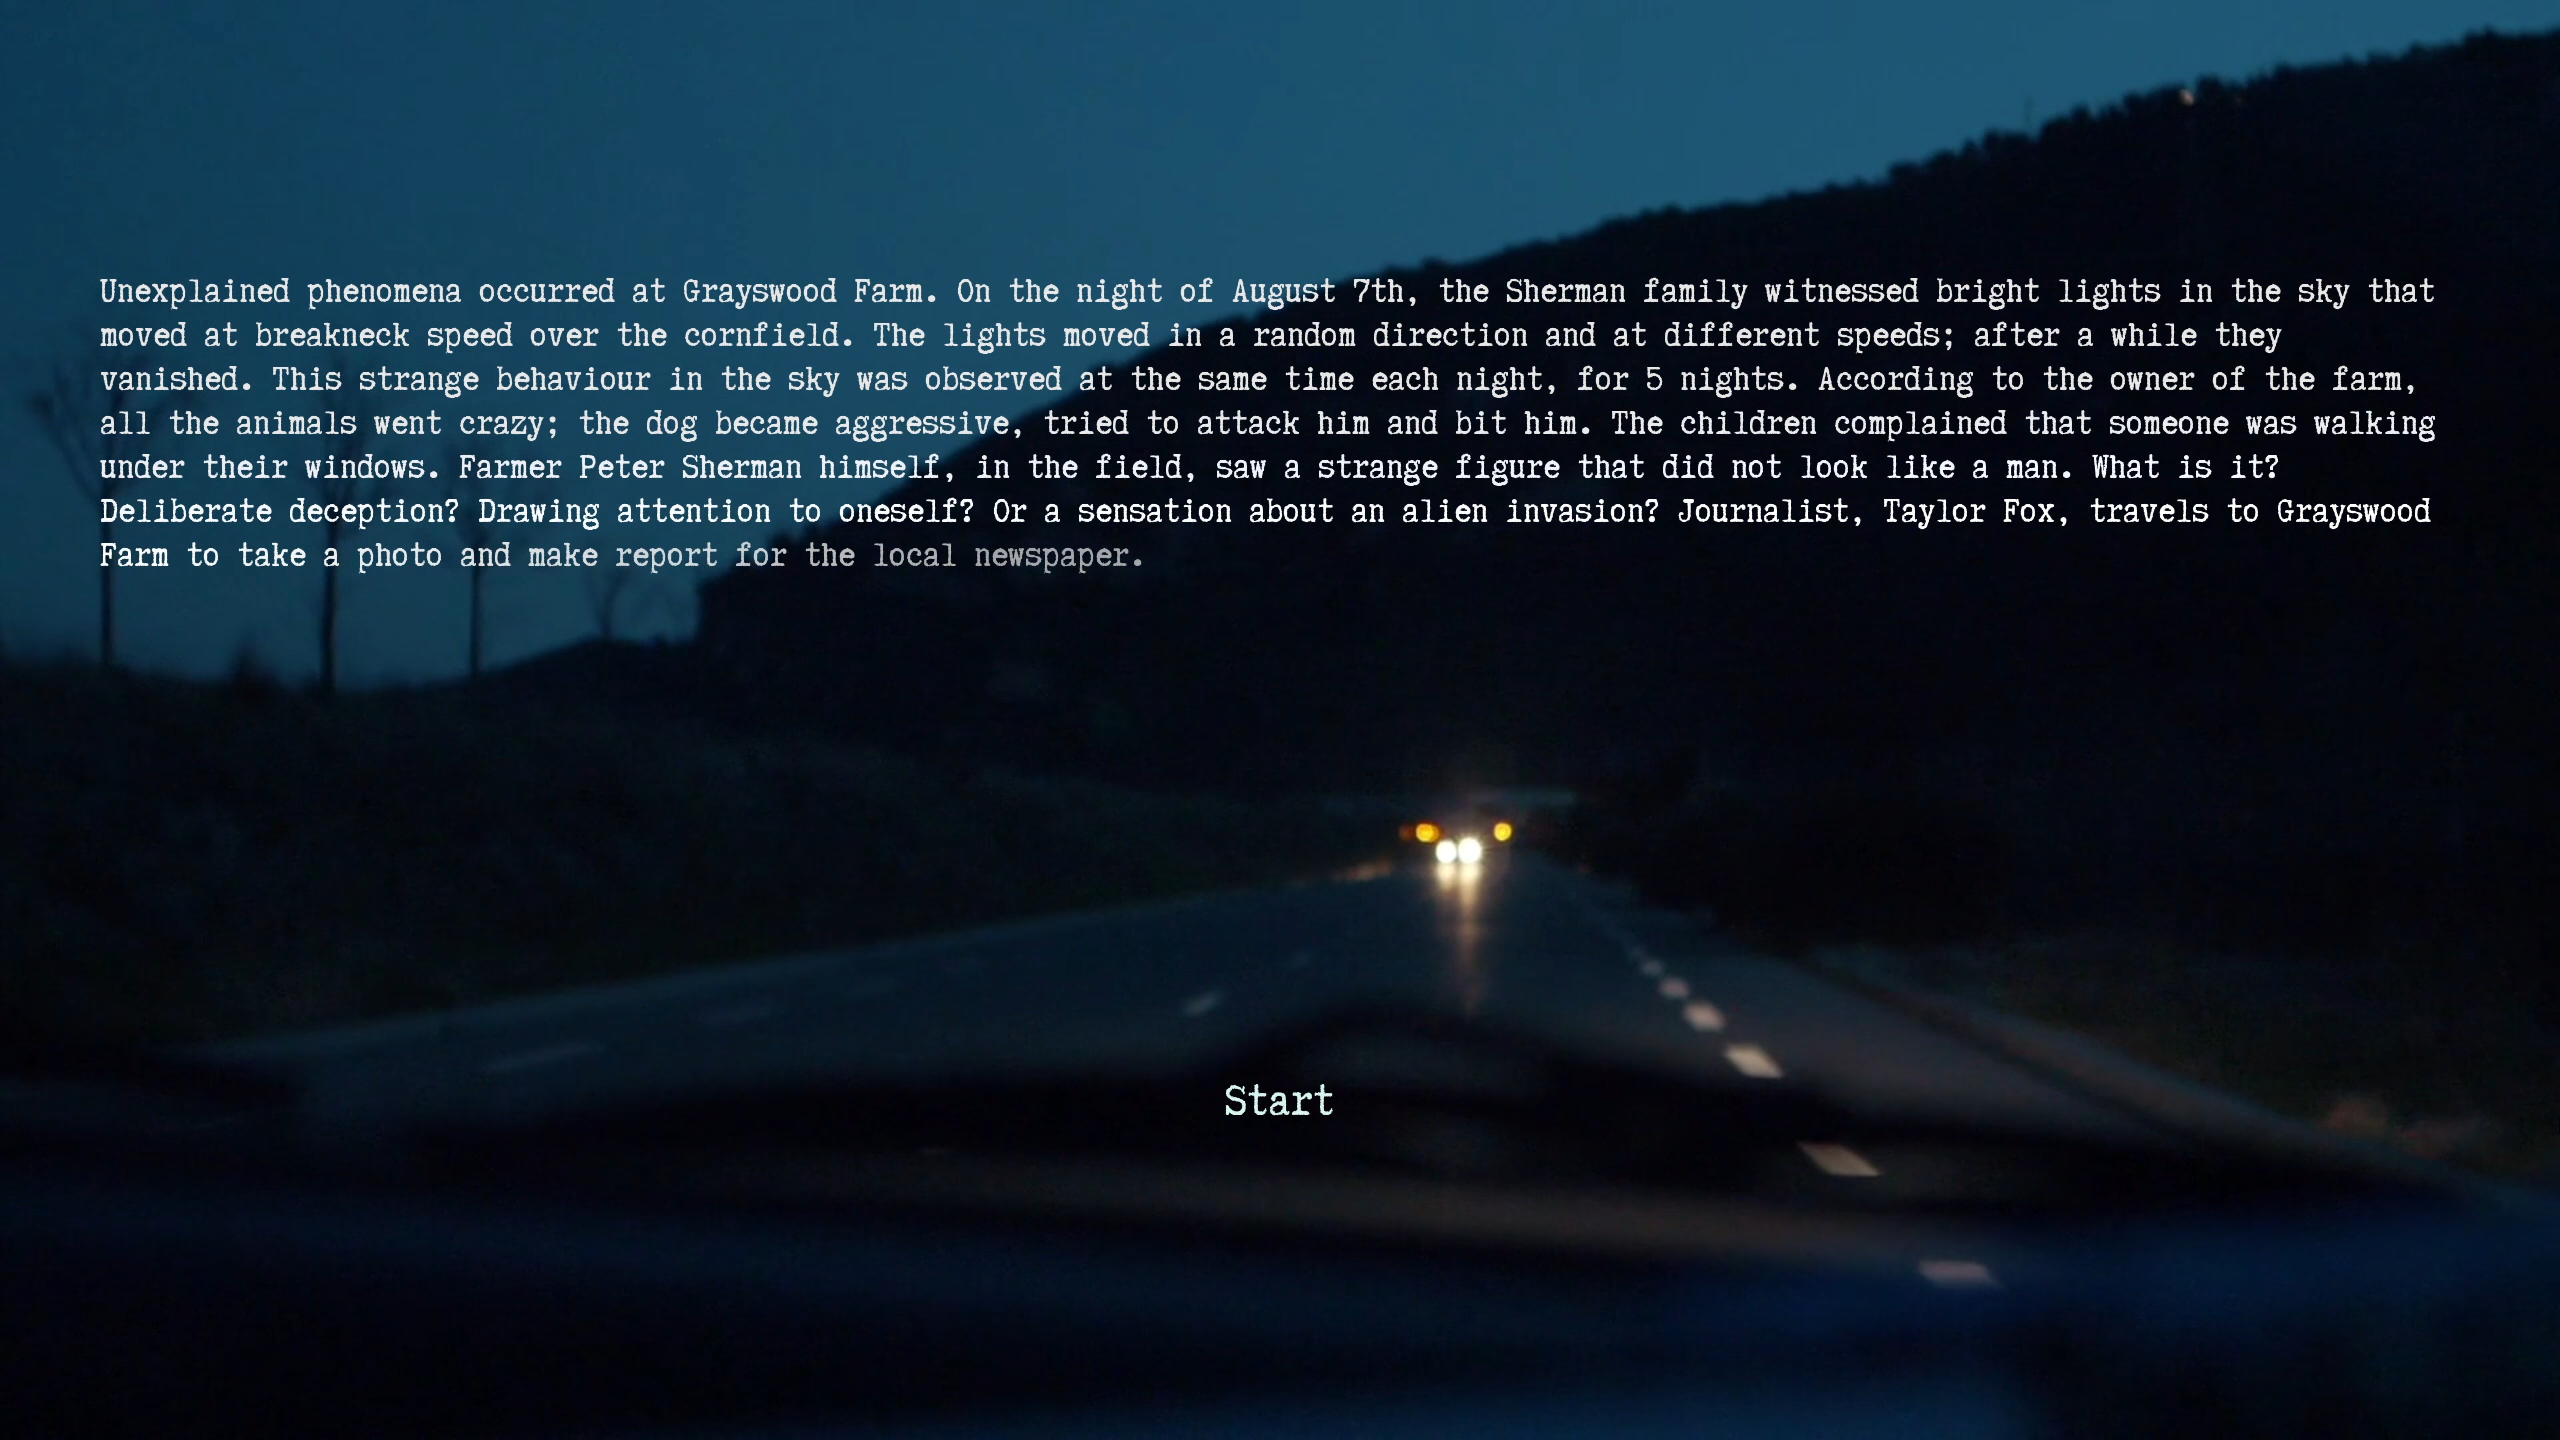 Unexplained phenomena occurred at Grayswood Farm. On the night of August 7th, the Sherman family witnessed bright lights in the sky that
moved at breakneck speed over the cornfield. The lights moved in a random direction and at different speeds; after a while they
vanished. This strange behaviour in the sky was observed at the same time each night, for 5 nights. According to the owner of the farm,
all the animals went crazy; the dog became aggressive, tried to attack him and bit him. The children complained that someone was walking
under their windows. Farmer Peter Sherman himself, in the field, saw a strange figure that did not look like a man. What is it?
Deliberate deception? Drawing attention to oneself? Or a sensation about an alien invasion? Journalist, Taylor Fox, travels to Grayswood
Farm to take a photo and make report for the local newspaper.
Start